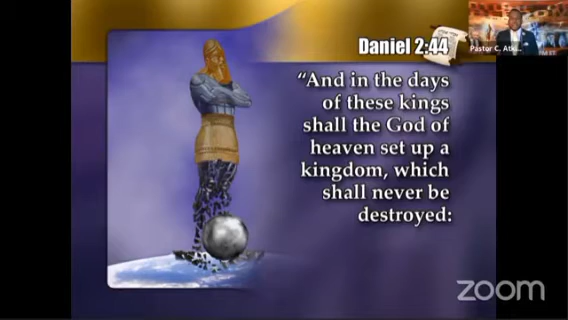 Daniel 2:44
Pastor C. Atki...
“And in the days
of these kings
shall the God of
heaven set up a
kingdom, which
shall never be
destroyed:
zoom